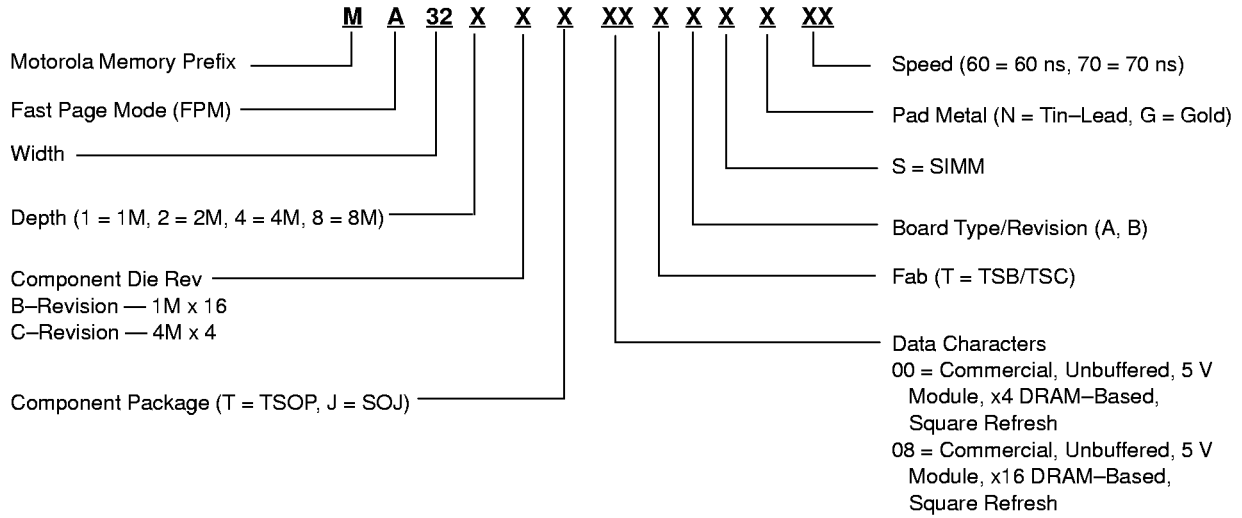 M A 32 X X X XX X X X X XX
Motorola Memory Prefix
Fast Page Mode (FPM)
Width
Depth (1 = 1M, 2 = 2M, 4 = 4M, 8 = 8M)
Component Die Rev
B–Revision — 1M x 16
C–Revision — 4M x 4
Component Package (T = TSOP, J = SOJ)
Speed (60 = 60 ns, 70 = 70 ns)
Pad Metal (N = Tin–Lead, G = Gold)
S = SIMM
Board Type/Revision (A, B)
Fab (T = TSB/TSC)
Data Characters
00 = Commercial, Unbuffered, 5 V
Module, x4 DRAM–Based,
Square Refresh
08 = Commercial, Unbuffered, 5 V
Module, x16 DRAM–Based,
Square Refresh